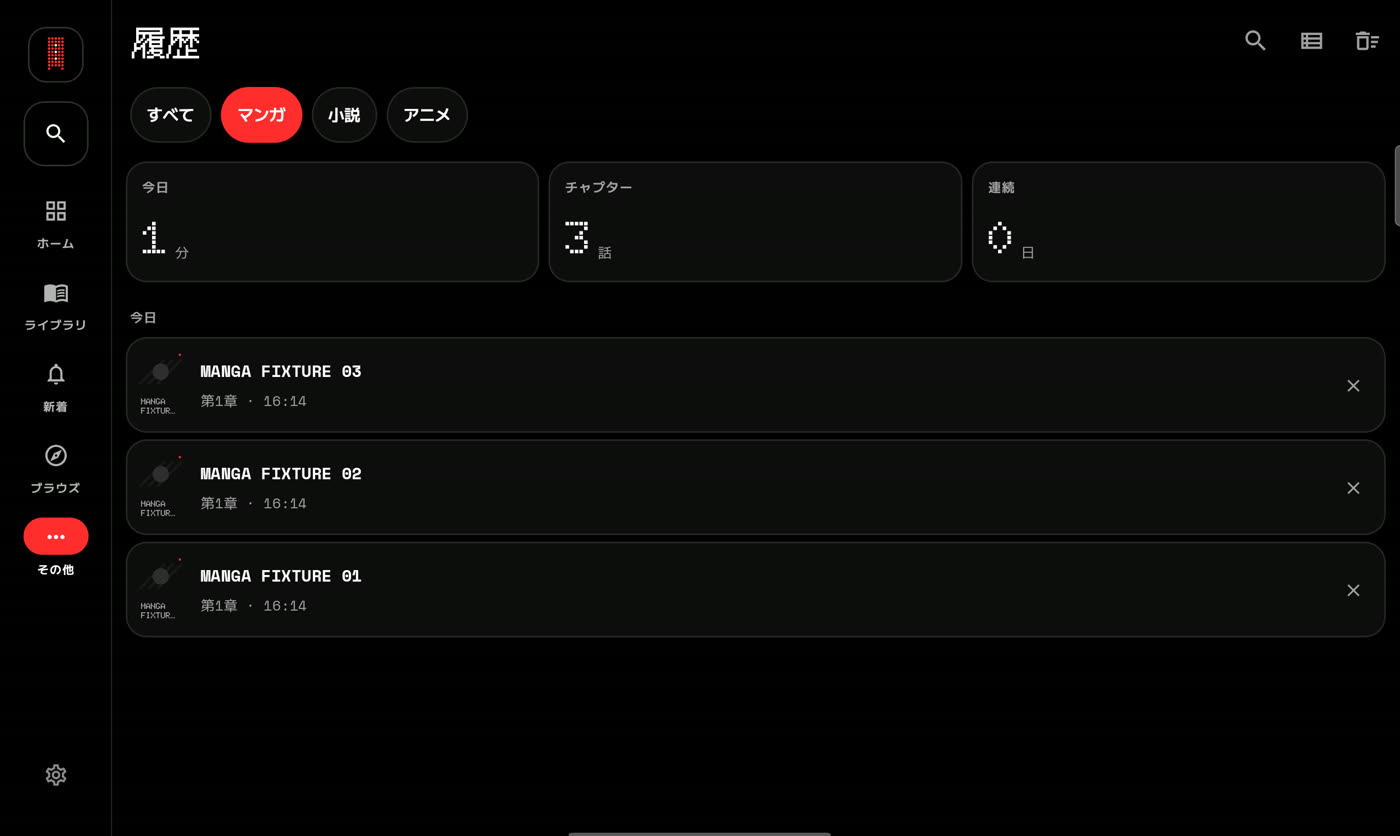 履歴
すべて
マンガ
小説
アニメ
今日
1 分
チャプター
3 話
連続
0 日
今日
MANGA FIXTURE 03
第1章 · 16:14
MANGA
FIXTUR…
MANGA FIXTURE 02
第1章 · 16:14
MANGA
FIXTUR…
MANGA FIXTURE 01
第1章 · 16:14
MANGA
FIXTUR…
ホーム
ライブラリ
新着
ブラウズ
その他